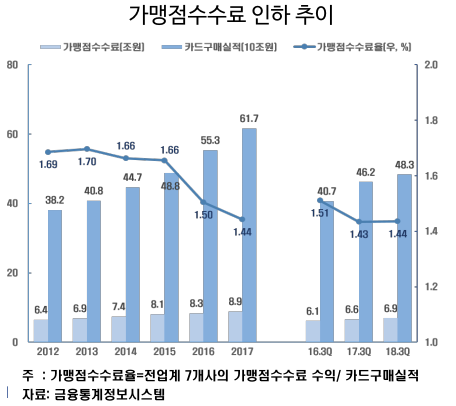 가맹점수수료 인하 추이
가맹점수수료(조원) 카드구매실적(10조원) 가맹점수수료율(우, %)
80 2.0
60 1.8
40 1.6
20 1.2
0 1.0
1.4
1.69 1.70 1.66 1.66 1.50 1.44 1.51 1.43 1.44
38.2 40.8 44.7 48.8 55.3 61.7 40.7 46.2 48.3
6.4 6.9 7.4 8.1 8.3 8.9 6.1 6.6 6.9
2012 2013 2014 2015 2016 2017 16.3Q 17.3Q 18.3Q
주 : 가맹점수수료율=전업계 7개사의 가맹점수수료 수익/ 카드구매실적
자료: 금융통계정보시스템